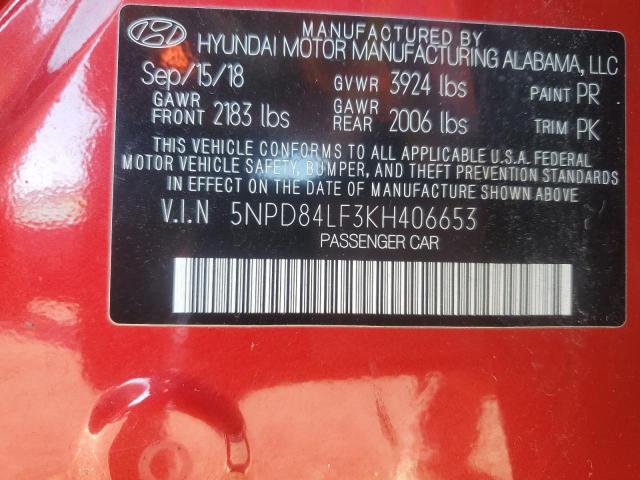 MANUFACTURED BY
HYUNDAI MOTOR MANUFACTURING ALABAMA, LLC
Sep/15/18 GVWR 3924 lbs PAINT PR
GAWR FRONT 2183 lbs GAWR REAR 2006 lbs TRIM PK
THIS VEHICLE CONFORMS TO ALL APPLICABLE U.S.A. FEDERAL
MOTOR VEHICLE SAFETY, BUMPER, AND THEFT PREVENTION STANDARDS
IN EFFECT ON THE DATE OF MANUFACTURE SHOWN ABOVE
V.I.N 5NPD84LF3KH406653
PASSENGER CAR